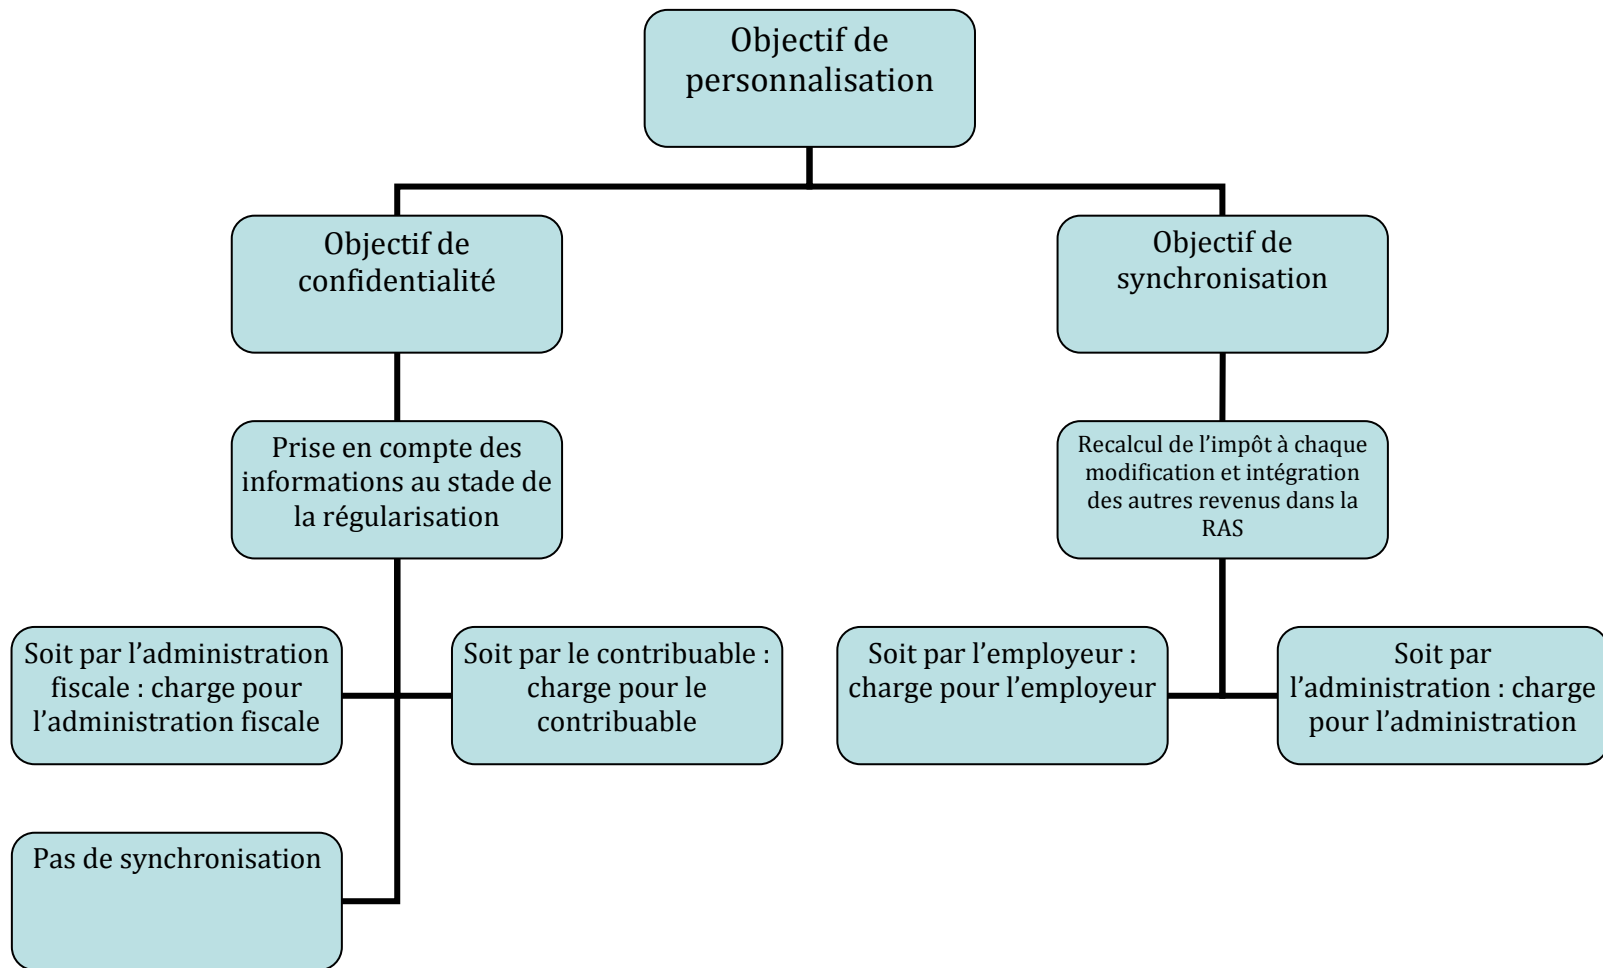 Objectif de
personnalisation
Objectif de
confidentialité
Objectif de
synchronisation
Prise en compte des
informations au stade de
la régularisation
Recalcul de l’impôt à chaque
modification et intégration
des autres revenus dans la
RAS
Soit par l’administration
fiscale : charge pour
l’administration fiscale
Soit par le contribuable :
charge pour le
contribuable
Soit par l’employeur :
charge pour l’employeur
Soit par
l’administration : charge
pour l’administration
Pas de synchronisation